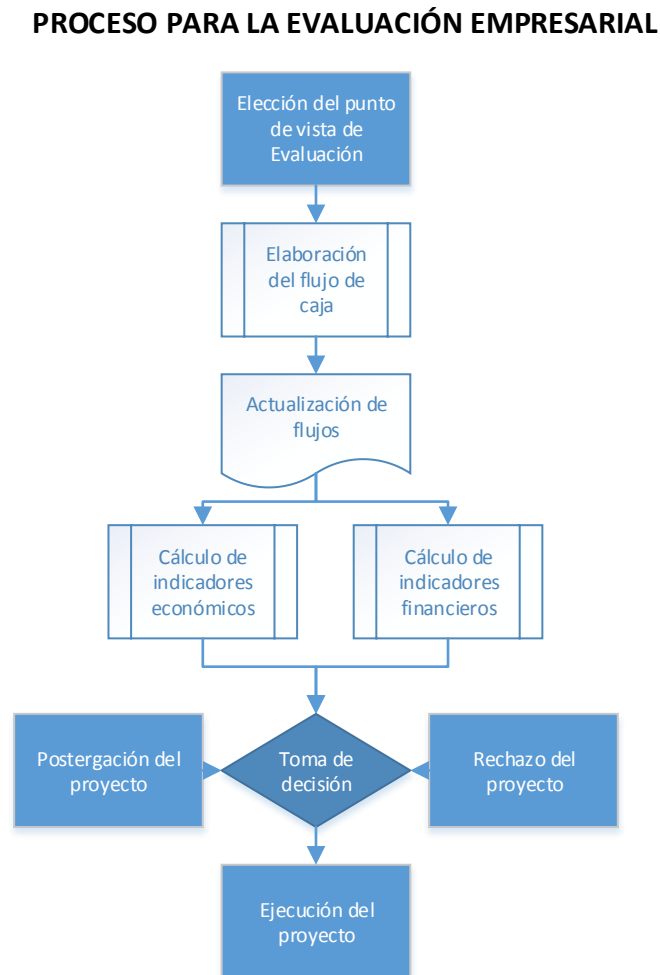 PROCESO PARA LA EVALUACIÓN EMPRESARIAL
Elección del punto
de vista de
Evaluación
Elaboración
del flujo de
caja
Actualización de
flujos
Cálculo de
indicadores
económicos
Cálculo de
indicadores
financieros
Postergación del
proyecto
Toma de
decisión
Rechazo del
proyecto
Ejecución del
proyecto